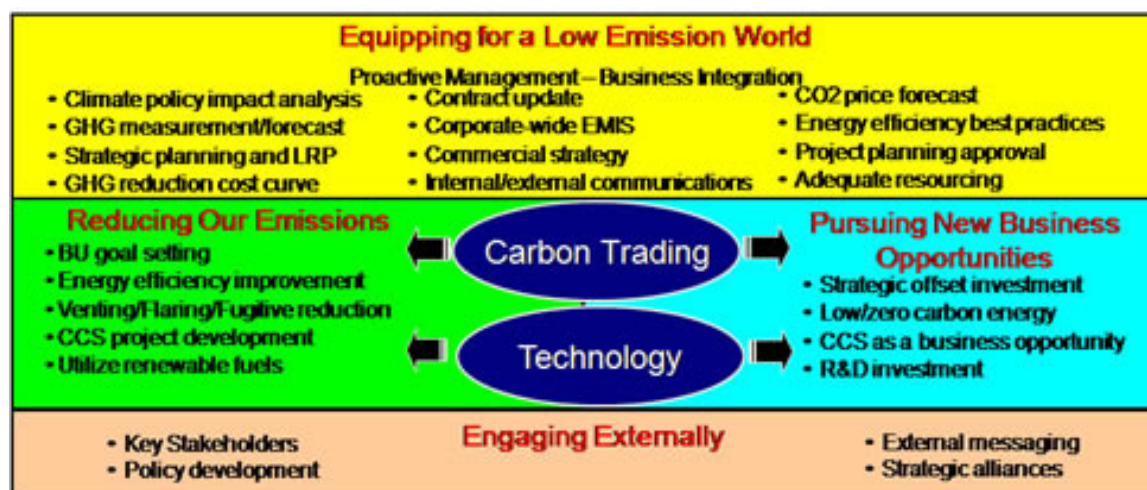 Equipping for a Low Emission World
Proactive Management – Business Integration
• Climate policy impact analysis
• GHG measurement/forecast
• Strategic planning and LRP
• GHG reduction cost curve
• Contract update
• Corporate-wide EMIS
• Commercial strategy
• Internal/external communications
• CO2 price forecast
• Energy efficiency best practices
• Project planning approval
• Adequate resourcing
Reducing Our Emissions
• BU goal setting
• Energy efficiency improvement
• Venting/Flaring/Fugitive reduction
• CCS project development
• Utilize renewable fuels
Carbon Trading
Technology
Pursuing New Business
Opportunities
• Strategic offset investment
• Low/zero carbon energy
• CCS as a business opportunity
• R&D investment
Engaging Externally
• Key Stakeholders
• Policy development
• External messaging
• Strategic alliances